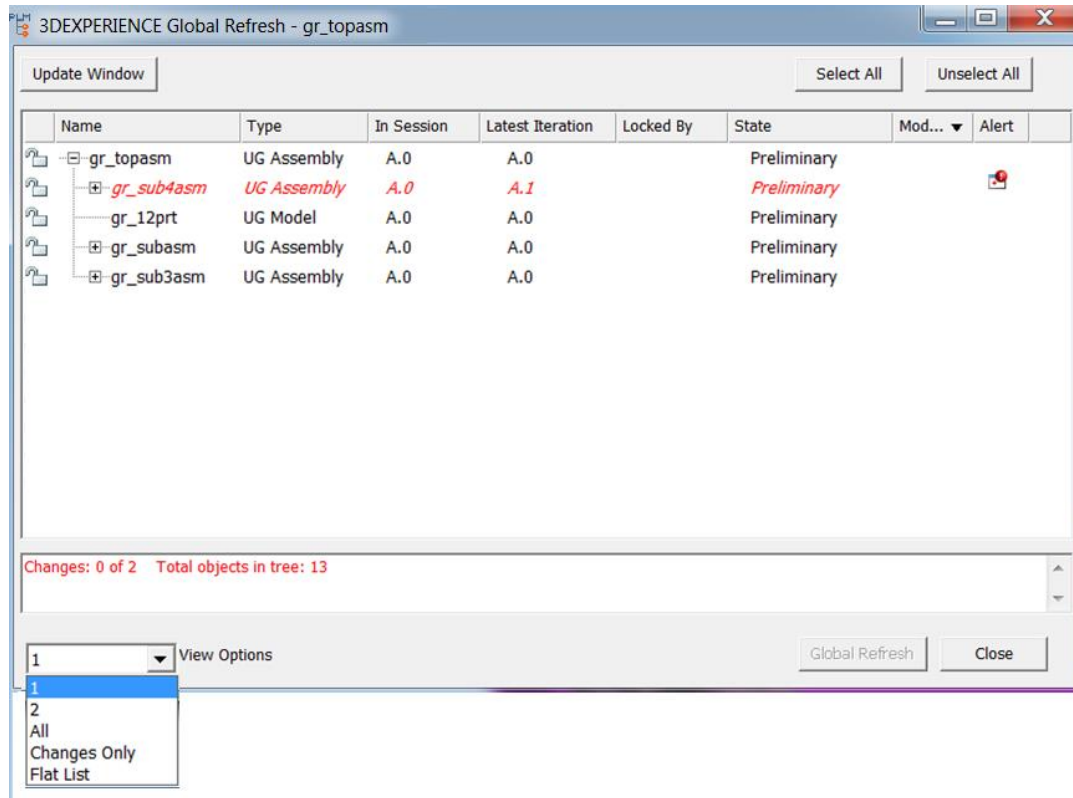 PLM 3DEXPERIENCE Global Refresh - gr_topasm
Update Window Select All Unselect All
Name Type In Session Latest Iteration Locked By State Mod... Alert
gr_topasm UG Assembly A.0 A.0 Preliminary
gr_sub4asm UG Assembly A.0 A.1 Preliminary
gr_12prt UG Model A.0 A.0 Preliminary
gr_subasm UG Assembly A.0 A.0 Preliminary
gr_sub3asm UG Assembly A.0 A.0 Preliminary
Changes: 0 of 2 Total objects in tree: 13
1 View Options Global Refresh Close
1
2
All
Changes Only
Flat List